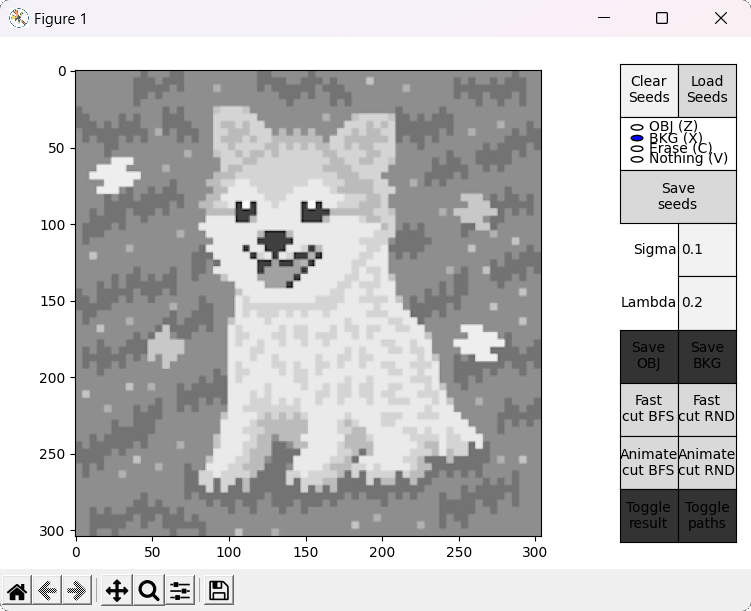 Figure 1
0
50
100
150
200
250
300
0 50 100 150 200 250 300
Clear Seeds
Load Seeds
OBJ (Z)
BKG (X)
Erase (C)
Nothing (V)
Save seeds
Sigma 0.1
Lambda 0.2
Save OBJ
Save BKG
Fast cut BFS
Fast cut RND
Animate cut BFS
Animate cut RND
Toggle result
Toggle paths